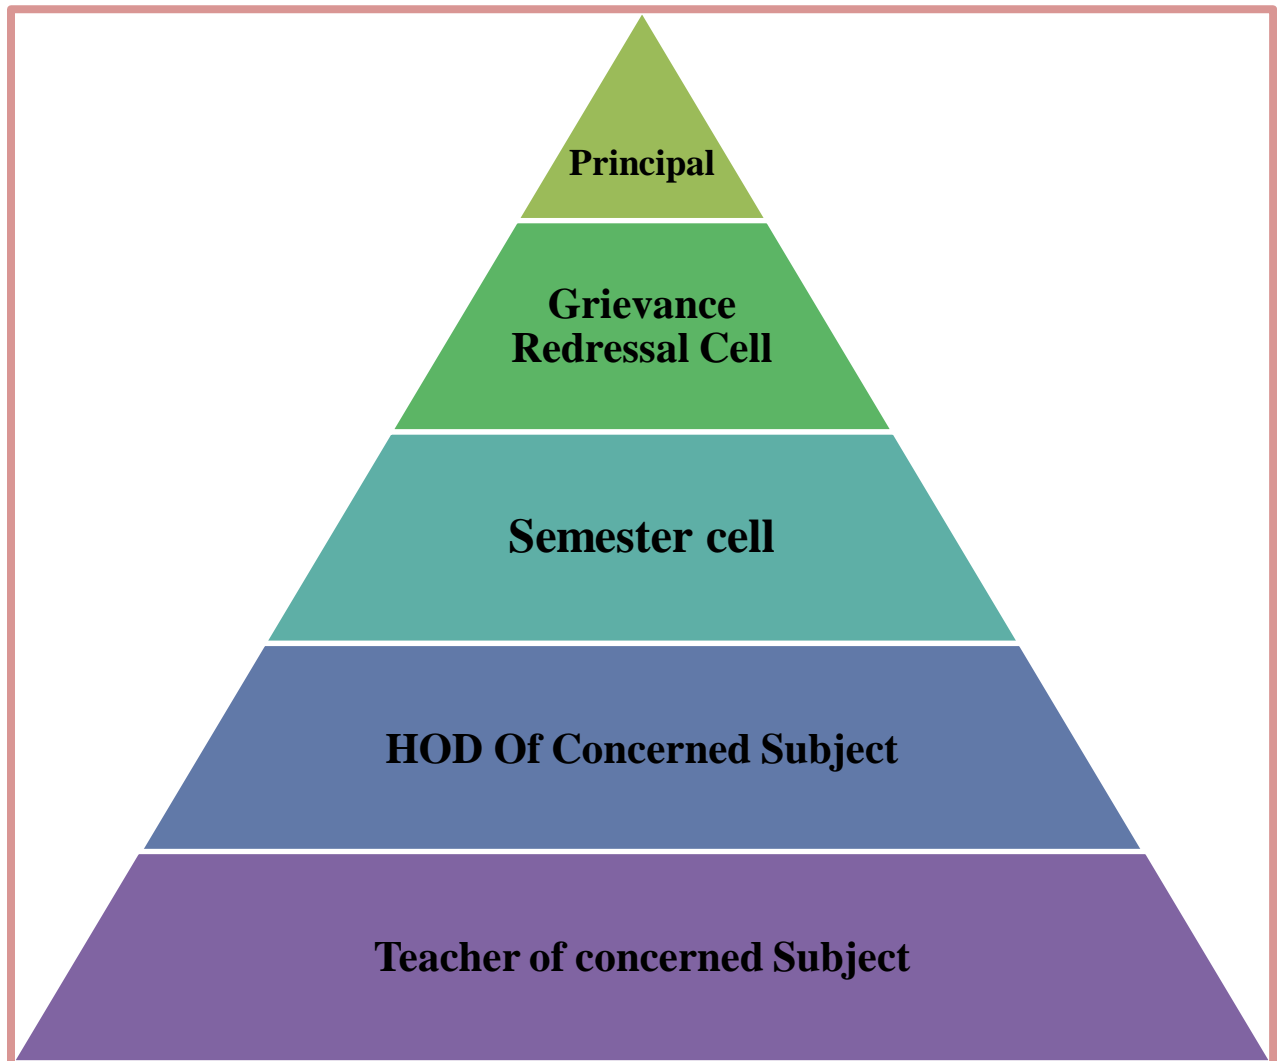 Principal
Grievance
Redressal Cell
Semester cell
HOD Of Concerned Subject
Teacher of concerned Subject